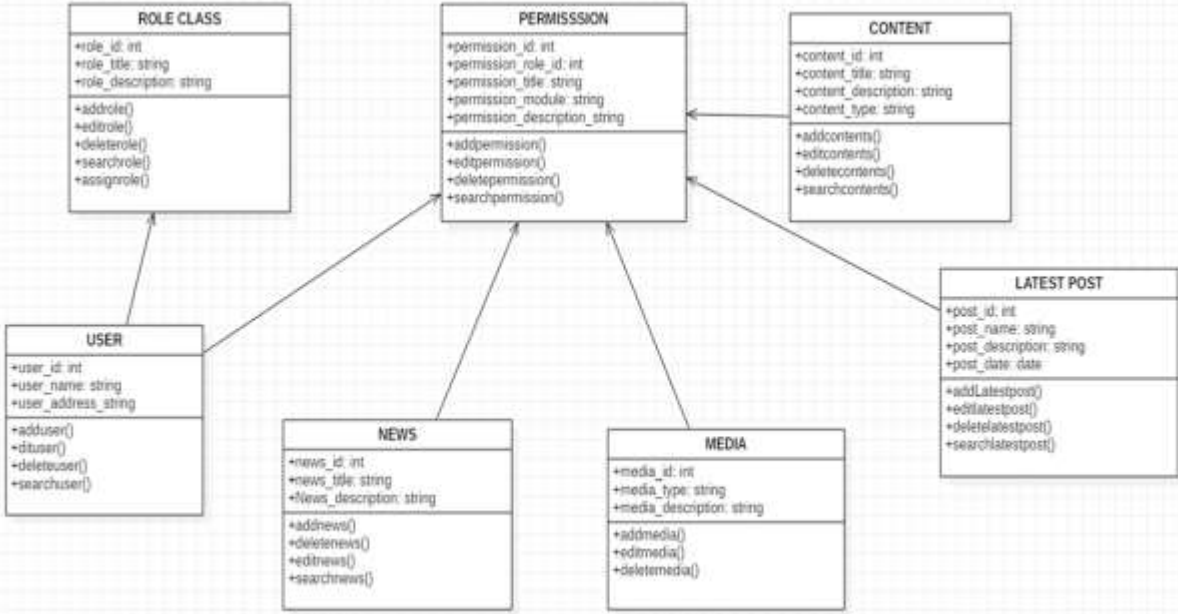 ROLE CLASS
+role_id: int
+role_title: string
+role_description: string
+addrole()
+editrole()
+deleterole()
+searchrole()
+assignrole()
PERMISSSION
+permission_id: int
+permission_role_id: int
+permission_title: string
+permission_module: string
+permission_description_string
+addpermission()
+editpermission()
+deletepermission()
+searchpermission()
CONTENT
+content_id: int
+content_title: string
+content_description: string
+content_type: string
+addcontents()
+editcontents()
+deletecontents()
+searchcontents()
LATEST POST
+post_id: int
+post_name: string
+post_description: string
+post_date: date
+addLatestpost()
+editlatestpost()
+deletelatestpost()
+searchlatestpost()
USER
+user_id: int
+user_name: string
+user_address_string
+adduser()
+dituser()
+deleteuser()
+searchuser()
NEWS
+news_id: int
+news_title: string
+News_description: string
+addnews()
+deletenews()
+editnews()
+searchnews()
MEDIA
+media_id: int
+media_type: string
+media_description: string
+addmedia()
+editmedia()
+deletemedia()